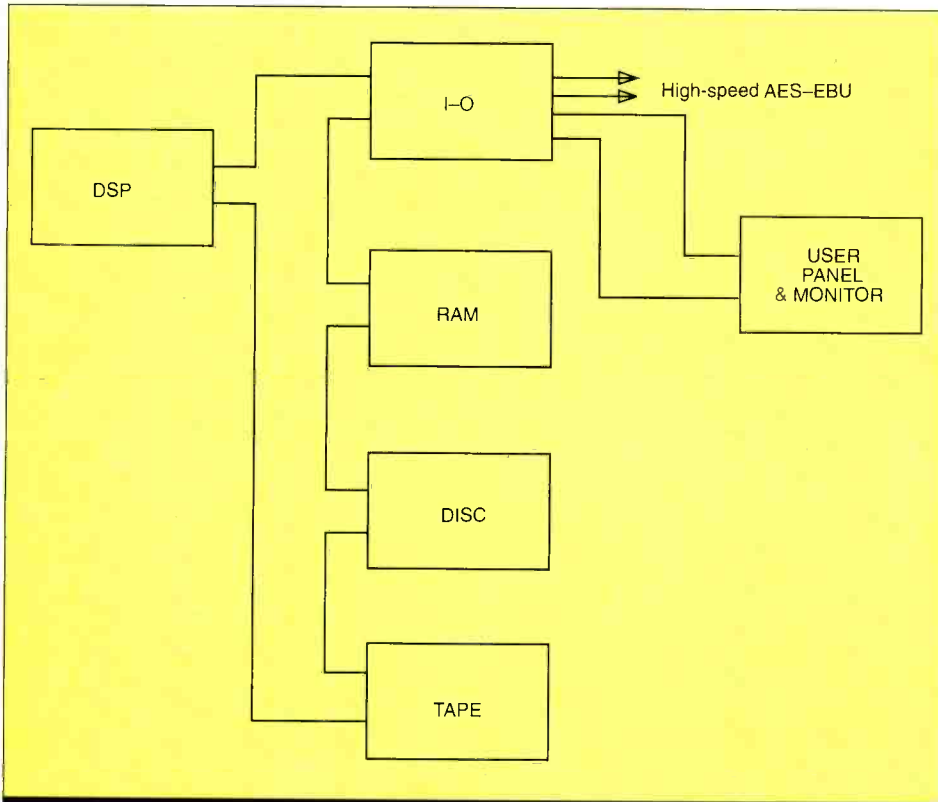 I–O
High-speed AES–EBU
DSP
USER
PANEL
& MONITOR
RAM
DISC
TAPE